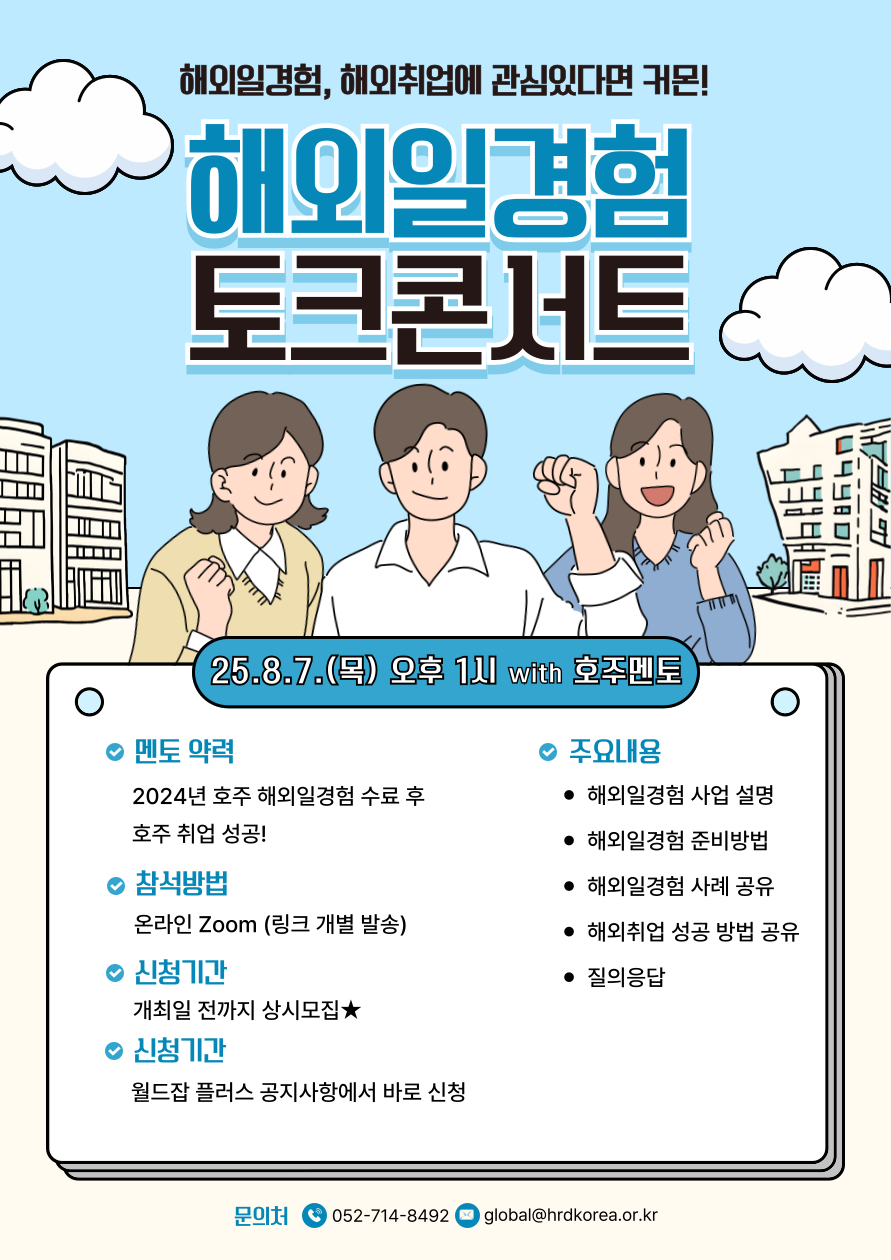 해외일경험, 해외취업에 관심있다면 커몬!
해외일경험
토크콘서트
25.8.7.(목) 오후 1시 with 호주멘토
멘토 약력
2024년 호주 해외일경험 수료 후
호주 취업 성공!
참석방법
온라인 Zoom (링크 개별 발송)
신청기간
개최일 전까지 상시모집★
신청기간
월드잡 플러스 공지사항에서 바로 신청
주요내용
• 해외일경험 사업 설명
• 해외일경험 준비방법
• 해외일경험 사례 공유
• 해외취업 성공 방법 공유
• 질의응답
문의처 052-714-8492 global@hrdkorea.or.kr